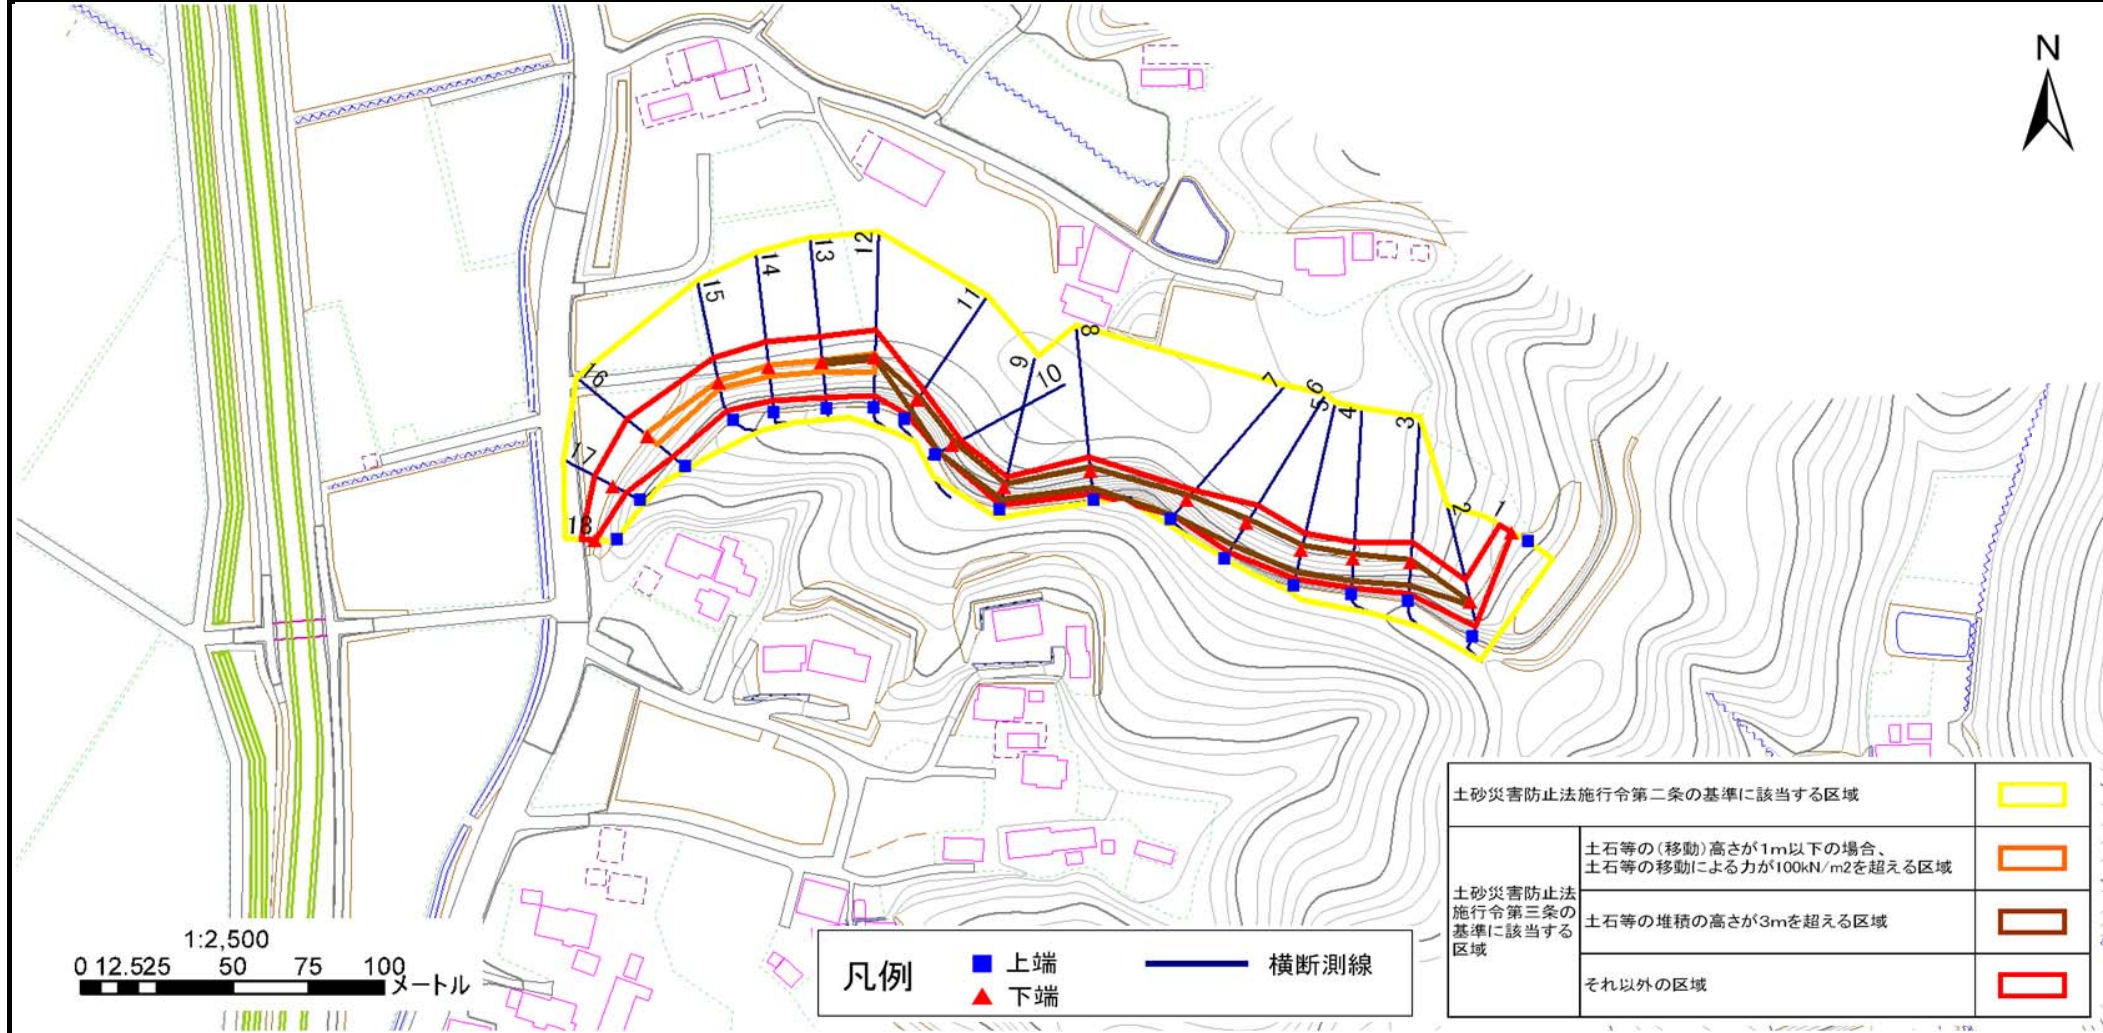 N
12
13
14
15
11
16
17
18
8
9
10
7
6
5
4
3
2
1
土砂災害防止法施行令第二条の基準に該当する区域
土砂災害防止法
施行令第三条の
基準に該当する
区域
土石等の(移動)高さが1m以下の場合、
土石等の移動による力が100kN/m2を超える区域
土石等の堆積の高さが3mを超える区域
それ以外の区域
1:2,500
0 12.525 50 75 100
メートル
凡例
上端
下端
横断測線